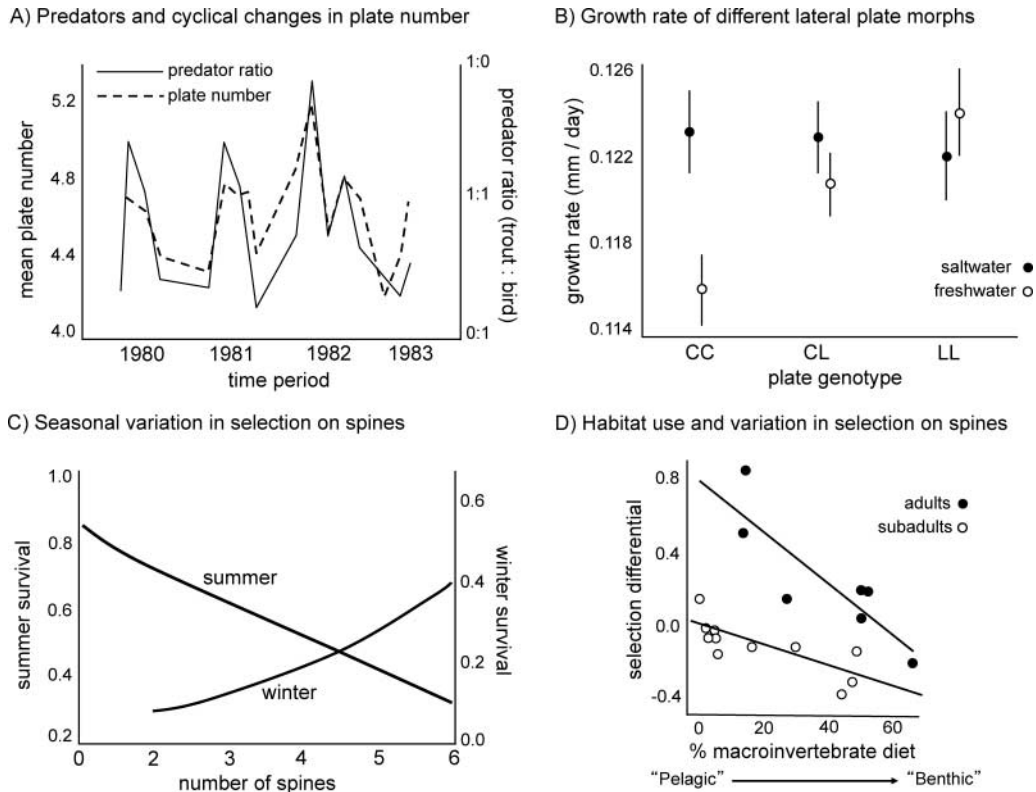 A) Predators and cyclical changes in plate number
predator ratio
plate number
mean plate number
5.2
4.8
4.4
4.0
1:0
1:1
0:1
predator ratio (trout : bird)
1980 1981 1982 1983
time period
B) Growth rate of different lateral plate morphs
growth rate (mm / day)
0.126
0.122
0.118
0.114
saltwater
freshwater
CC CL LL
plate genotype
C) Seasonal variation in selection on spines
summer survival
1.0
0.8
0.6
0.4
0.2
summer
winter
0.6
0.4
0.2
0.0
winter survival
0 2 3 4 5 6
number of spines
D) Habitat use and variation in selection on spines
selection differential
0.8
0.4
0.0
-0.4
adults
subadults
0 20 40 60
% macroinvertebrate diet
“Pelagic” “Benthic”